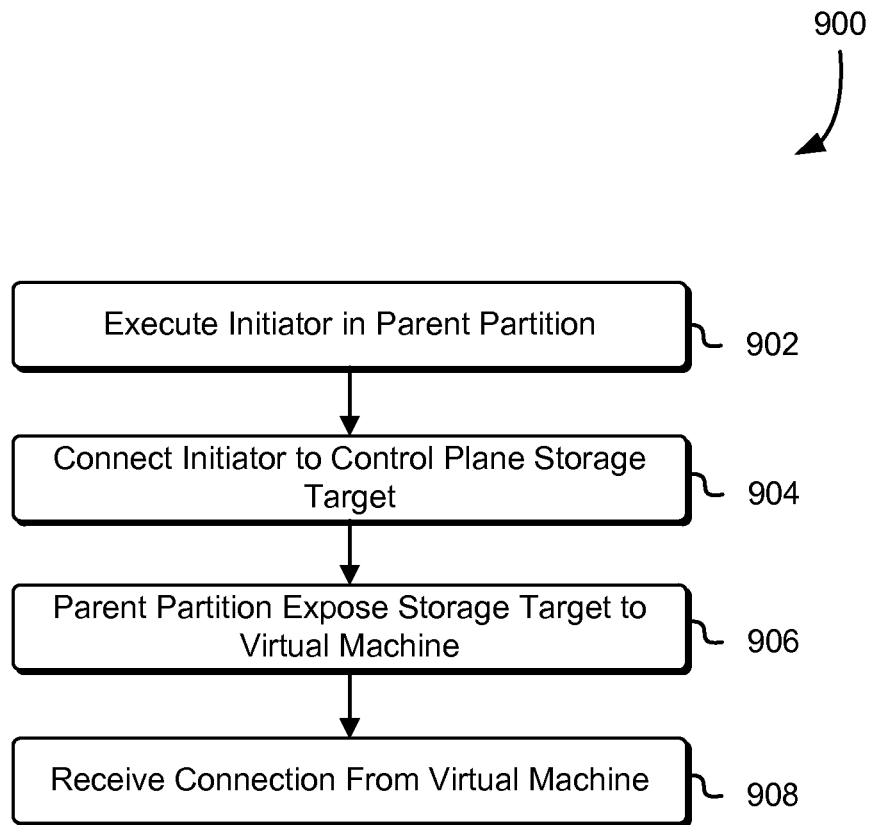 900
Execute Initiator in Parent Partition
902
Connect Initiator to Control Plane Storage
Target
904
Parent Partition Expose Storage Target to
Virtual Machine
906
Receive Connection From Virtual Machine
908